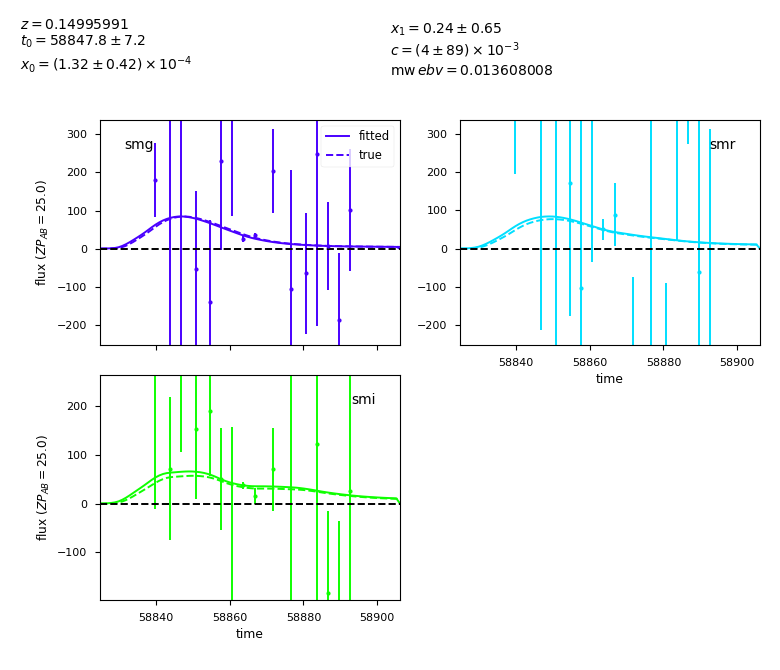 z = 0.14995991
t₀ = 58847.8 ± 7.2
x₀ = (1.32 ± 0.42) × 10⁻⁴
x₁ = 0.24 ± 0.65
c = (4 ± 89) × 10⁻³
mw ebv = 0.013608008
smg
fitted
true
300
200
100
0
−100
−200
flux (ZP_AB = 25.0)
smr
300
200
100
0
−100
−200
58840 58860 58880 58900
time
smi
200
100
0
−100
flux (ZP_AB = 25.0)
58840 58860 58880 58900
time